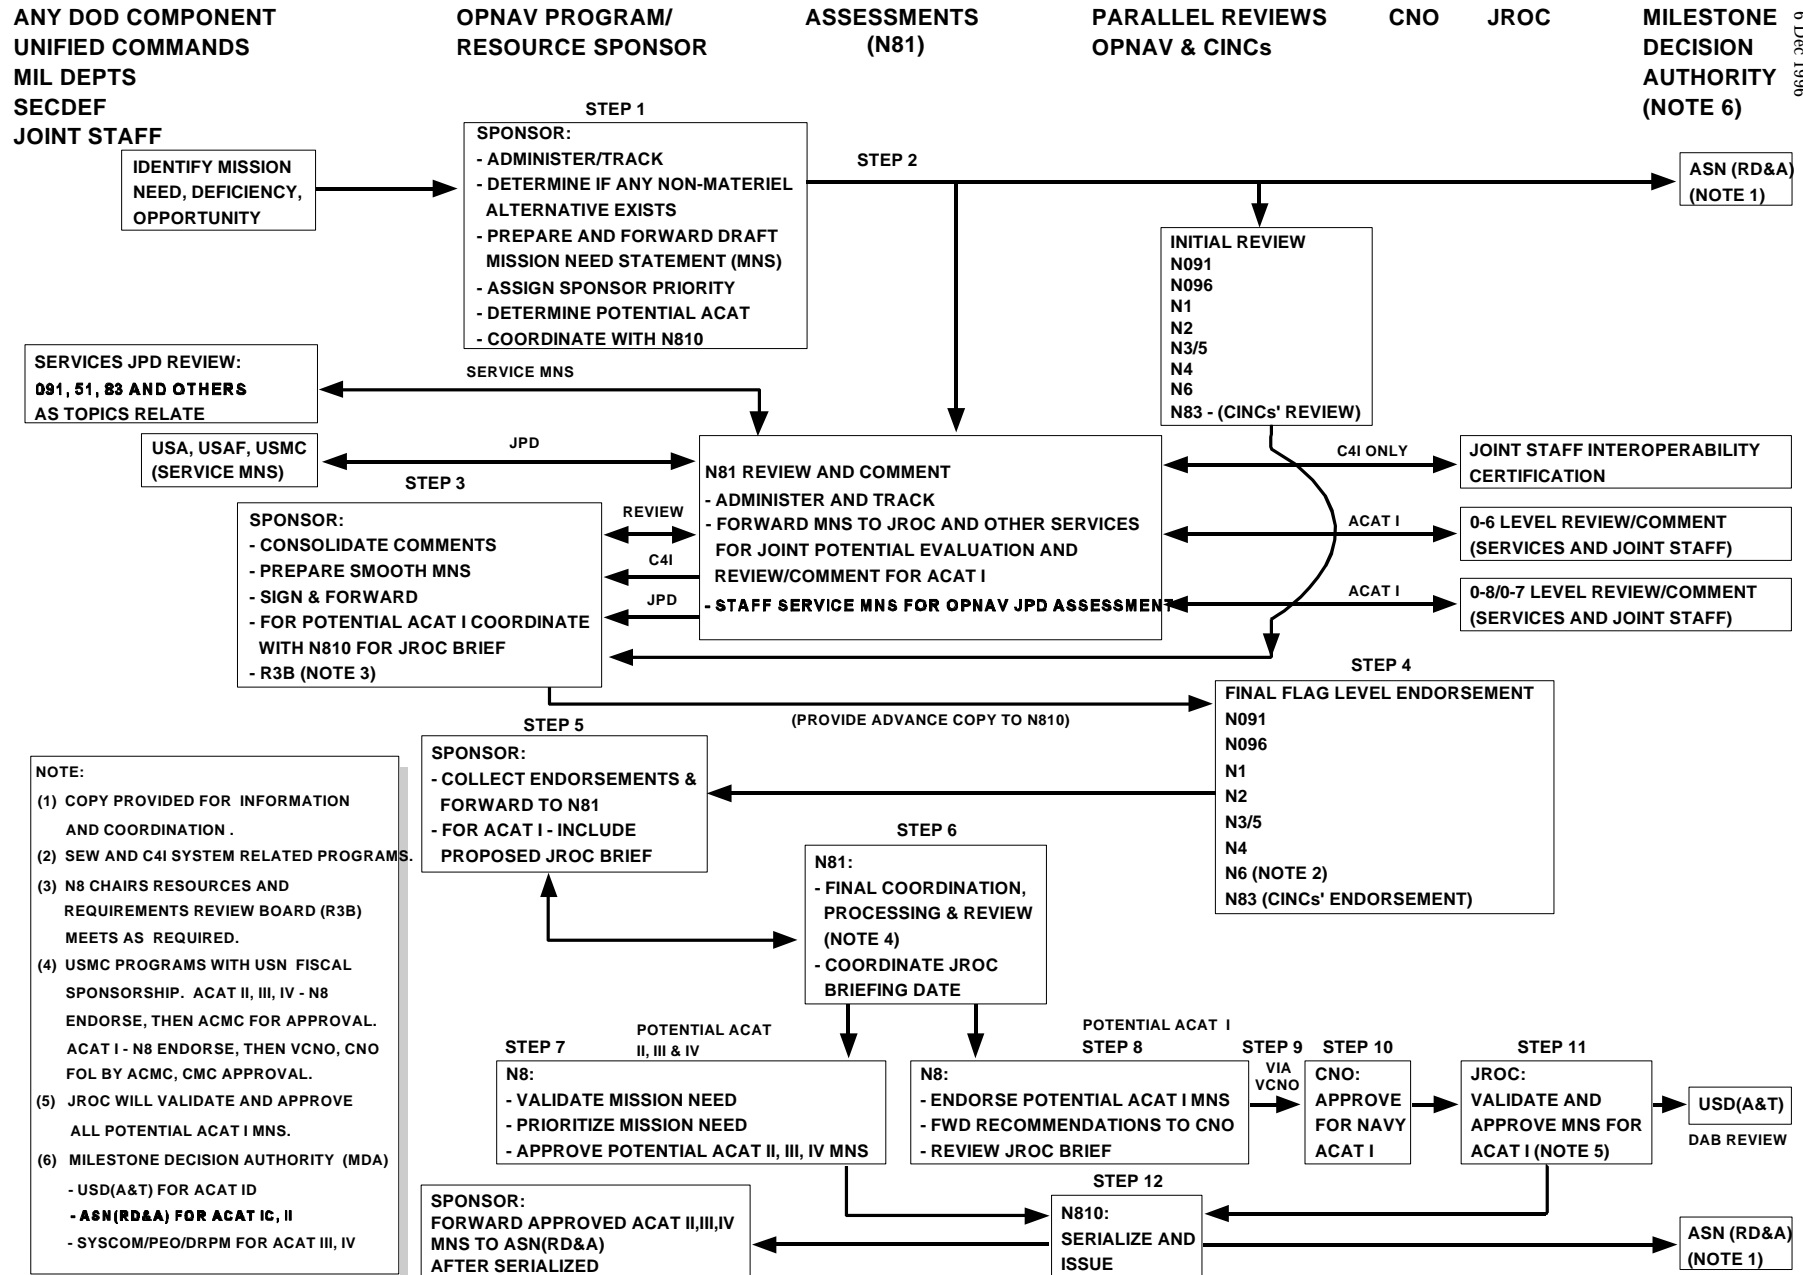 ANY DOD COMPONENT
UNIFIED COMMANDS
MIL DEPTS
SECDEF
JOINT STAFF
OPNAV PROGRAM/
RESOURCE SPONSOR
ASSESSMENTS
(N81)
PARALLEL REVIEWS
OPNAV & CINCs
CNO
JROC
MILESTONE
DECISION
AUTHORITY
(NOTE 6)
6 Dec 1996
IDENTIFY MISSION
NEED, DEFICIENCY,
OPPORTUNITY
STEP 1
SPONSOR:
- ADMINISTER/TRACK
- DETERMINE IF ANY NON-MATERIEL
ALTERNATIVE EXISTS
- PREPARE AND FORWARD DRAFT
MISSION NEED STATEMENT (MNS)
- ASSIGN SPONSOR PRIORITY
- DETERMINE POTENTIAL ACAT
- COORDINATE WITH N810
STEP 2
ASN (RD&A)
(NOTE 1)
INITIAL REVIEW
N091
N096
N1
N2
N3/5
N4
N6
N83 - (CINCs' REVIEW)
SERVICES JPD REVIEW:
091, 51, 83 AND OTHERS
AS TOPICS RELATE
SERVICE MNS
USA, USAF, USMC
(SERVICE MNS)
JPD
STEP 3
SPONSOR:
- CONSOLIDATE COMMENTS
- PREPARE SMOOTH MNS
- SIGN & FORWARD
- FOR POTENTIAL ACAT I COORDINATE
WITH N810 FOR JROC BRIEF
- R3B (NOTE 3)
REVIEW
C4I
JPD
N81 REVIEW AND COMMENT
- ADMINISTER AND TRACK
- FORWARD MNS TO JROC AND OTHER SERVICES
FOR JOINT POTENTIAL EVALUATION AND
REVIEW/COMMENT FOR ACAT I
- STAFF SERVICE MNS FOR OPNAV JPD ASSESSMENT
C4I ONLY
JOINT STAFF INTEROPERABILITY
CERTIFICATION
ACAT I
0-6 LEVEL REVIEW/COMMENT
(SERVICES AND JOINT STAFF)
ACAT I
0-8/0-7 LEVEL REVIEW/COMMENT
(SERVICES AND JOINT STAFF)
STEP 4
FINAL FLAG LEVEL ENDORSEMENT
N091
N096
N1
N2
N3/5
N4
N6 (NOTE 2)
N83 (CINCs' ENDORSEMENT)
(PROVIDE ADVANCE COPY TO N810)
STEP 5
SPONSOR:
- COLLECT ENDORSEMENTS &
FORWARD TO N81
- FOR ACAT I - INCLUDE
PROPOSED JROC BRIEF
STEP 6
N81:
- FINAL COORDINATION,
PROCESSING & REVIEW
(NOTE 4)
- COORDINATE JROC
BRIEFING DATE
NOTE:
(1) COPY PROVIDED FOR INFORMATION
AND COORDINATION .
(2) SEW AND C4I SYSTEM RELATED PROGRAMS.
(3) N8 CHAIRS RESOURCES AND
REQUIREMENTS REVIEW BOARD (R3B)
MEETS AS REQUIRED.
(4) USMC PROGRAMS WITH USN FISCAL
SPONSORSHIP. ACAT II, III, IV - N8
ENDORSE, THEN ACMC FOR APPROVAL.
ACAT I - N8 ENDORSE, THEN VCNO, CNO
FOL BY ACMC, CMC APPROVAL.
(5) JROC WILL VALIDATE AND APPROVE
ALL POTENTIAL ACAT I MNS.
(6) MILESTONE DECISION AUTHORITY (MDA)
- USD(A&T) FOR ACAT ID
- ASN(RD&A) FOR ACAT IC, II
- SYSCOM/PEO/DRPM FOR ACAT III, IV
POTENTIAL ACAT
II, III & IV
STEP 7
N8:
- VALIDATE MISSION NEED
- PRIORITIZE MISSION NEED
- APPROVE POTENTIAL ACAT II, III, IV MNS
POTENTIAL ACAT I
STEP 8
N8:
- ENDORSE POTENTIAL ACAT I MNS
- FWD RECOMMENDATIONS TO CNO
- REVIEW JROC BRIEF
STEP 9
VIA
VCNO
STEP 10
CNO:
APPROVE
FOR NAVY
ACAT I
STEP 11
JROC:
VALIDATE AND
APPROVE MNS FOR
ACAT I (NOTE 5)
USD(A&T)
DAB REVIEW
STEP 12
N810:
SERIALIZE AND
ISSUE
SPONSOR:
FORWARD APPROVED ACAT II,III,IV
MNS TO ASN(RD&A)
AFTER SERIALIZED
ASN (RD&A)
(NOTE 1)